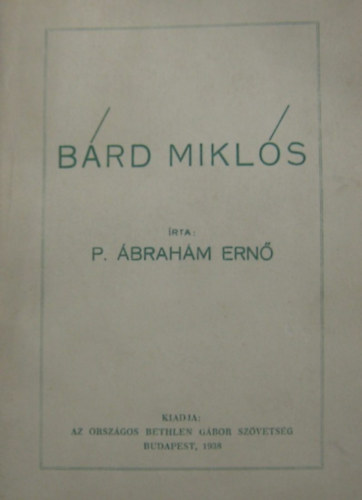 BÁRD MIKLÓS
ÍRTA:
P. ÁBRAHÁM ERNŐ
KIADJA:
AZ ORSZÁGOS BETHLEN GÁBOR SZÖVETSÉG
BUDAPEST, 1938